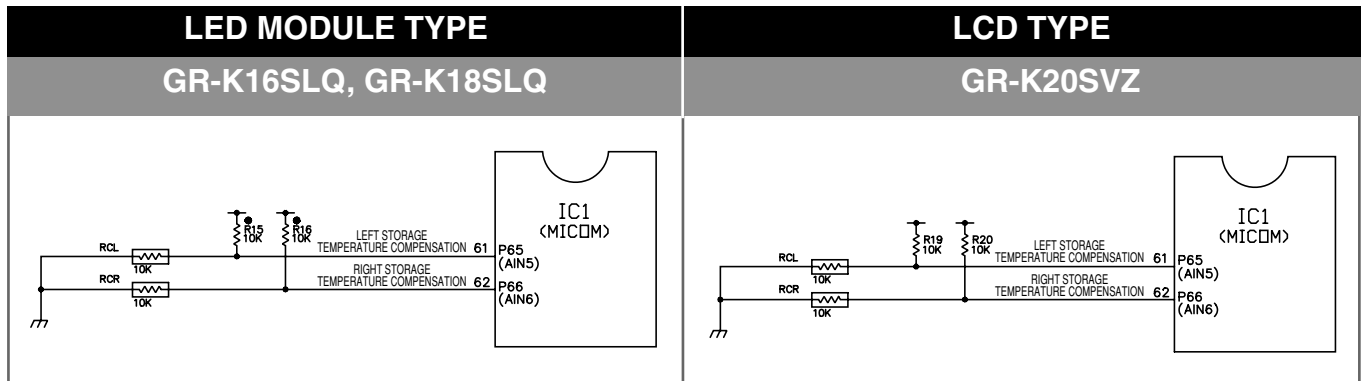 LED MODULE TYPE
GR-K16SLQ, GR-K18SLQ
IC1
(MICOM)
R15
10K
R16
10K
LEFT STORAGE
TEMPERATURE COMPENSATION
61
P65
(AIN5)
RCL
10K
RIGHT STORAGE
TEMPERATURE COMPENSATION
62
P66
(AIN6)
RCR
10K
LCD TYPE
GR-K20SVZ
IC1
(MICOM)
R19
10K
R20
10K
LEFT STORAGE
TEMPERATURE COMPENSATION
61
P65
(AIN5)
RCL
10K
RIGHT STORAGE
TEMPERATURE COMPENSATION
62
P66
(AIN6)
RCR
10K